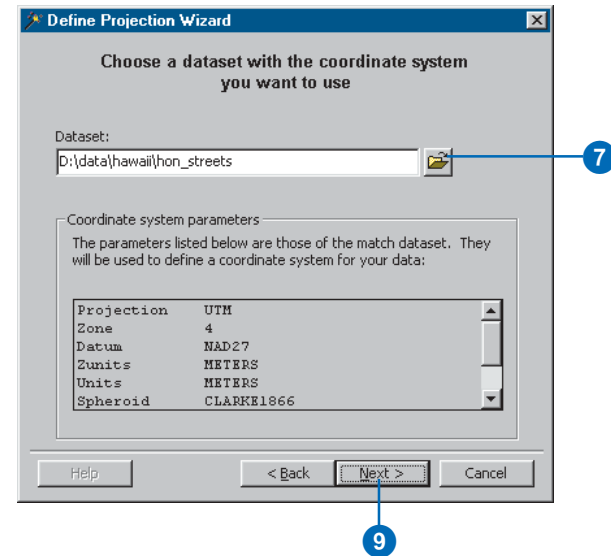 Define Projection Wizard
Choose a dataset with the coordinate system
you want to use
Dataset:
D:\data\hawaii\hon_streets
7
Coordinate system parameters
The parameters listed below are those of the match dataset. They
will be used to define a coordinate system for your data:
Projection UTM
Zone 4
Datum NAD27
Zunits METERS
Units METERS
Spheroid CLARKE1866
Help < Back Next > Cancel
9